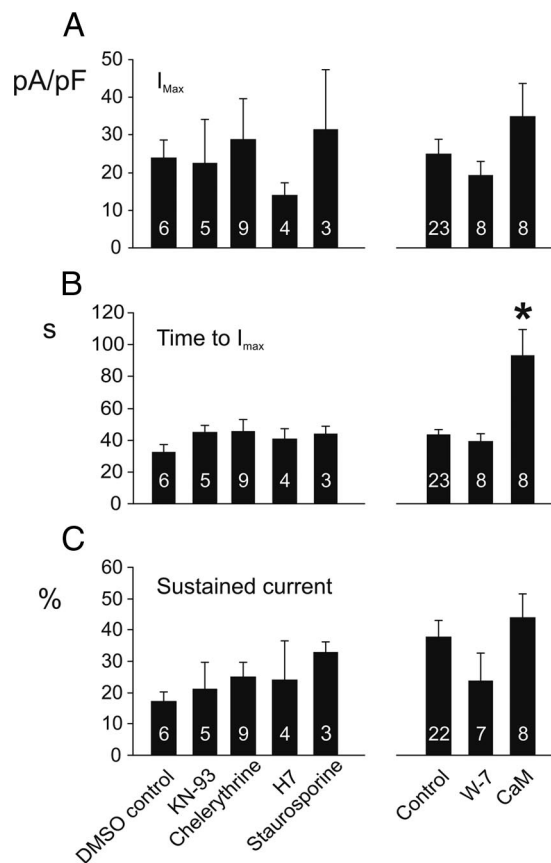 A
pA/pF
I Max
50
40
30
20
10
0
6 5 9 4 3 23 8 8
B
s
Time to I max
*
120
100
80
60
40
20
0
6 5 9 4 3 23 8 8
C
%
Sustained current
60
50
40
30
20
10
0
6 5 9 4 3 22 7 8
DMSO control
KN-93
Chelerythrine
H7
Staurosporine
Control
W-7
CaM